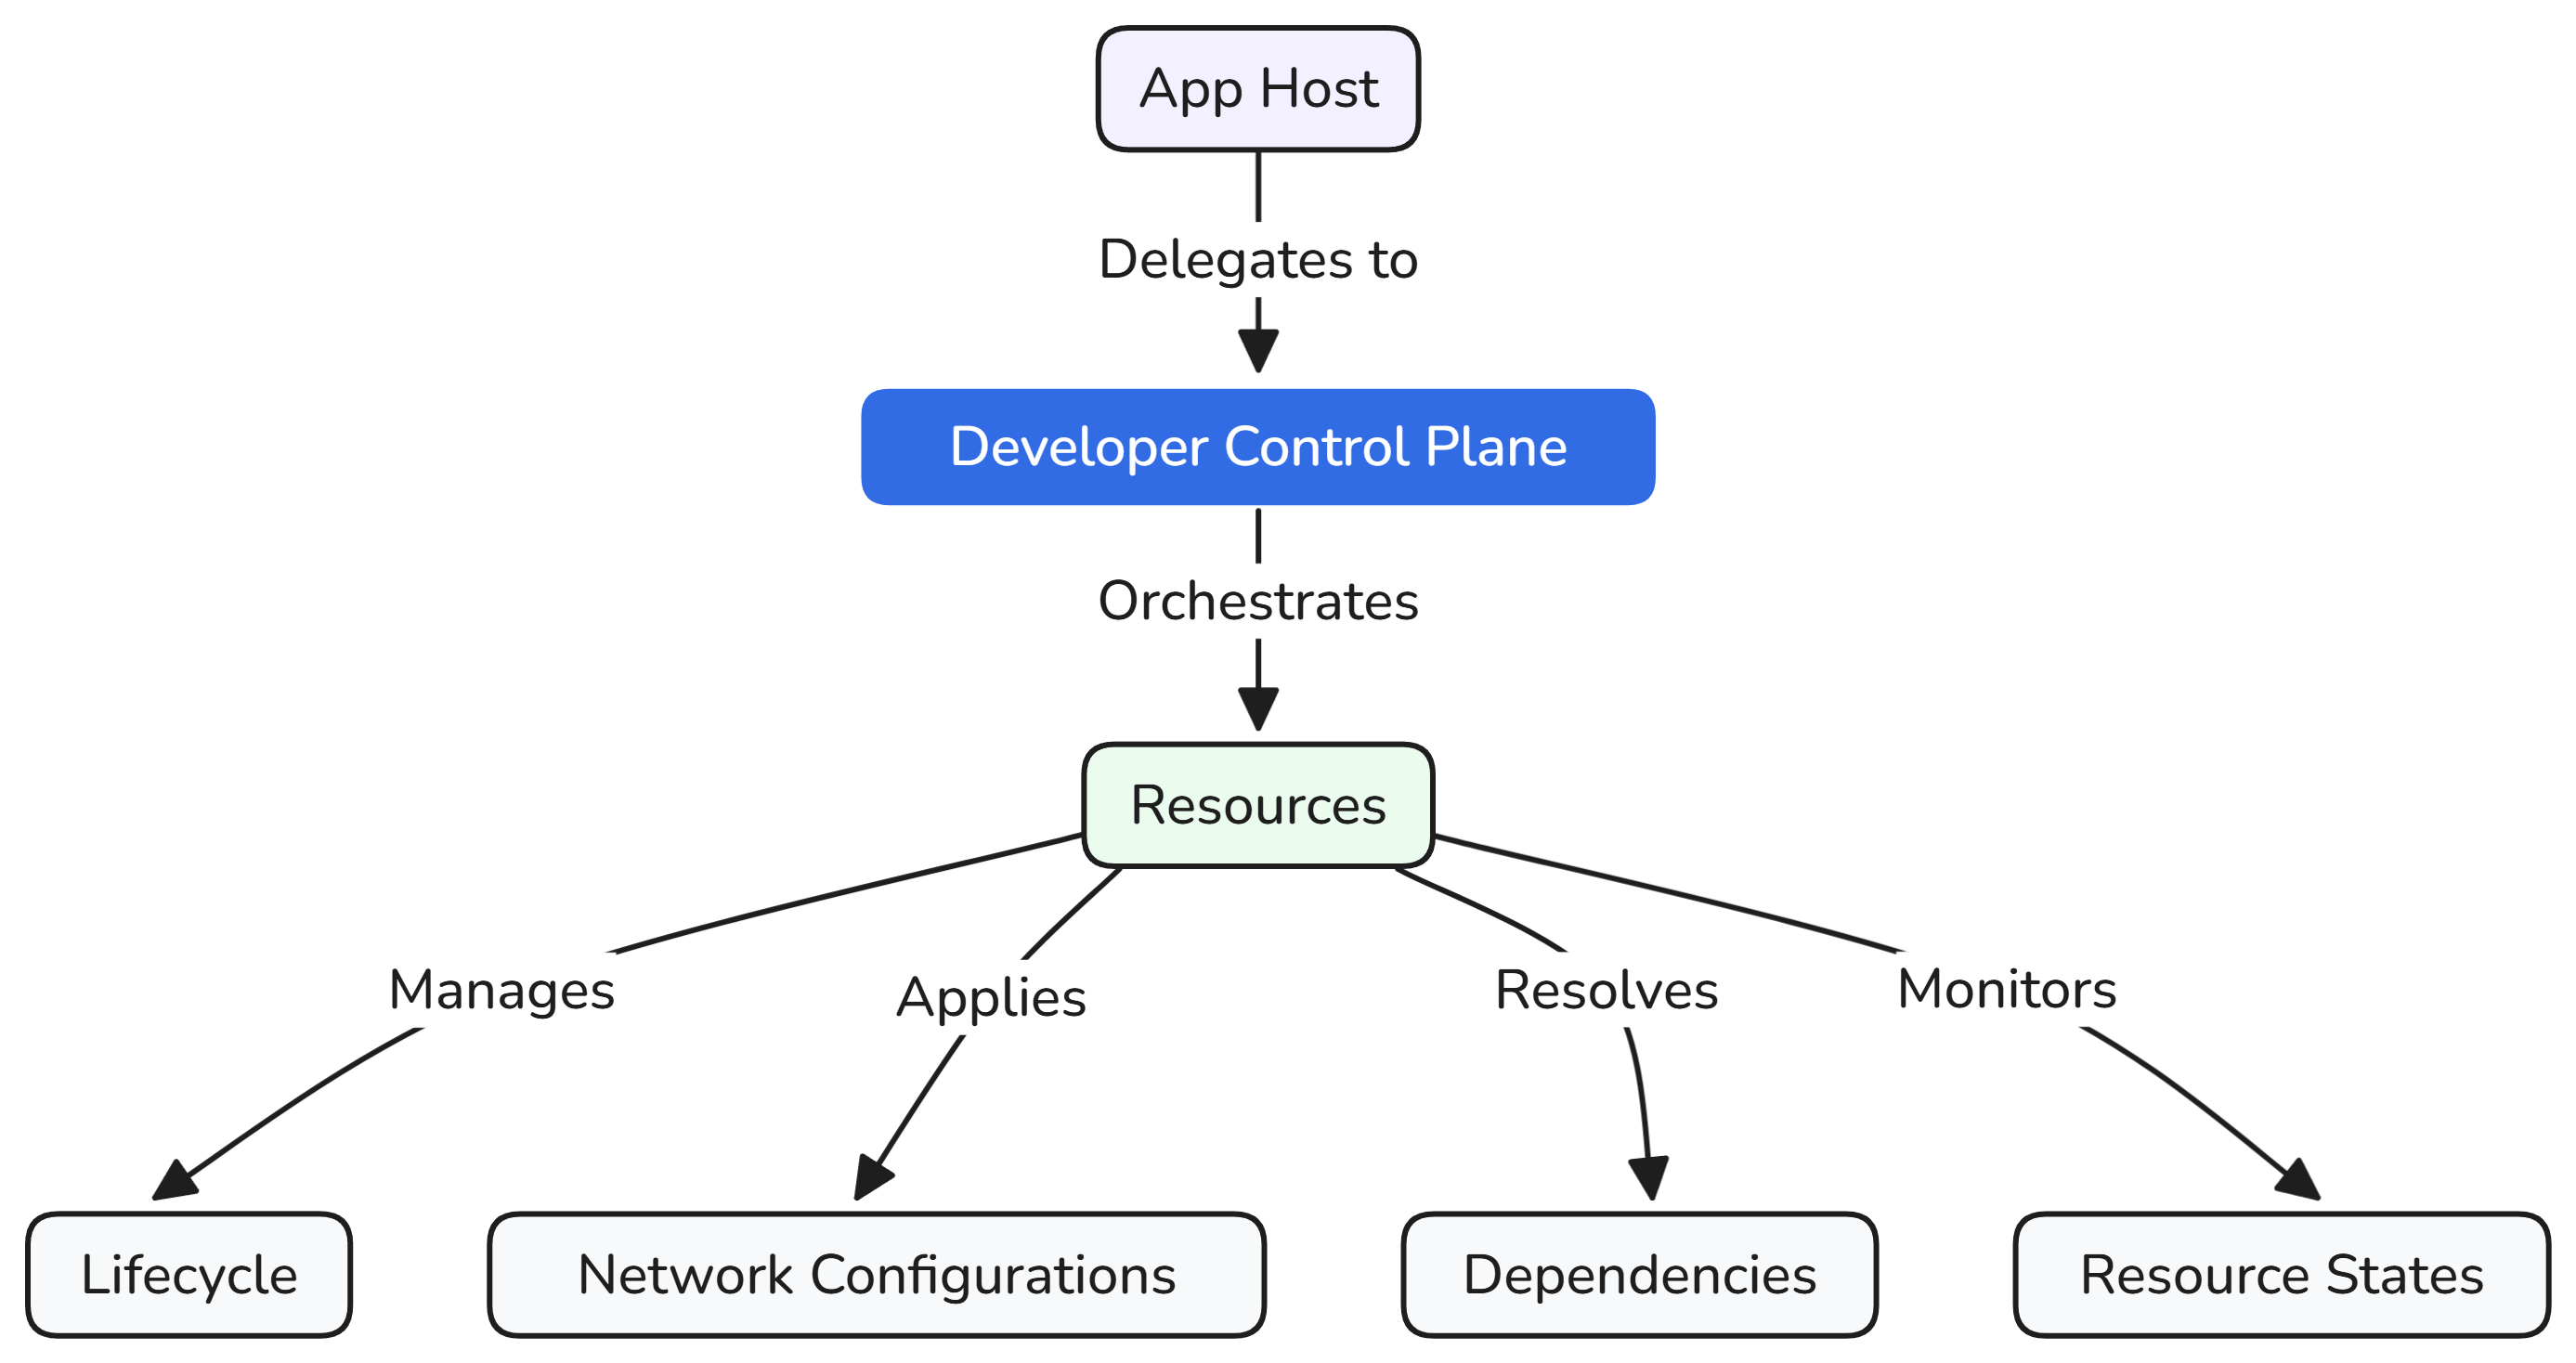 App Host
Delegates to
Developer Control Plane
Orchestrates
Resources
Manages
Applies
Resolves
Monitors
Lifecycle
Network Configurations
Dependencies
Resource States